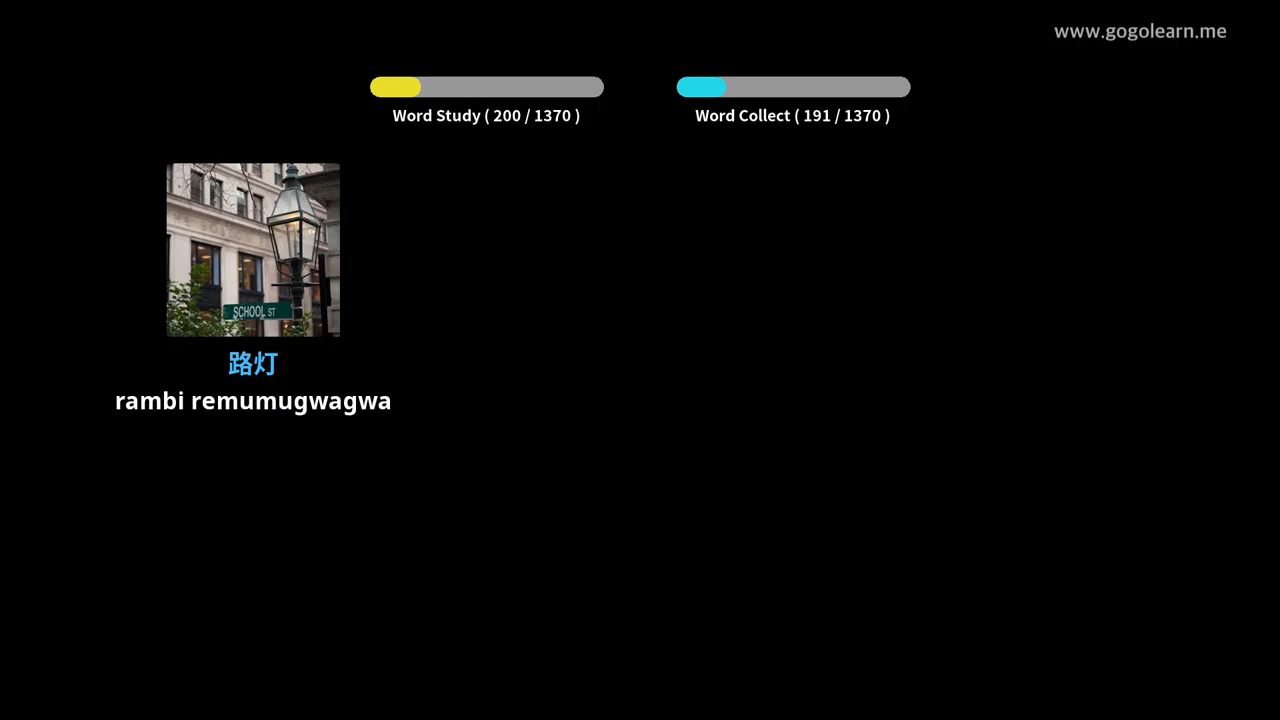 www.gogolearn.me
Word Study ( 200 / 1370 )
Word Collect ( 191 / 1370 )
SCHOOL ST
路灯
rambi remumugwagwa